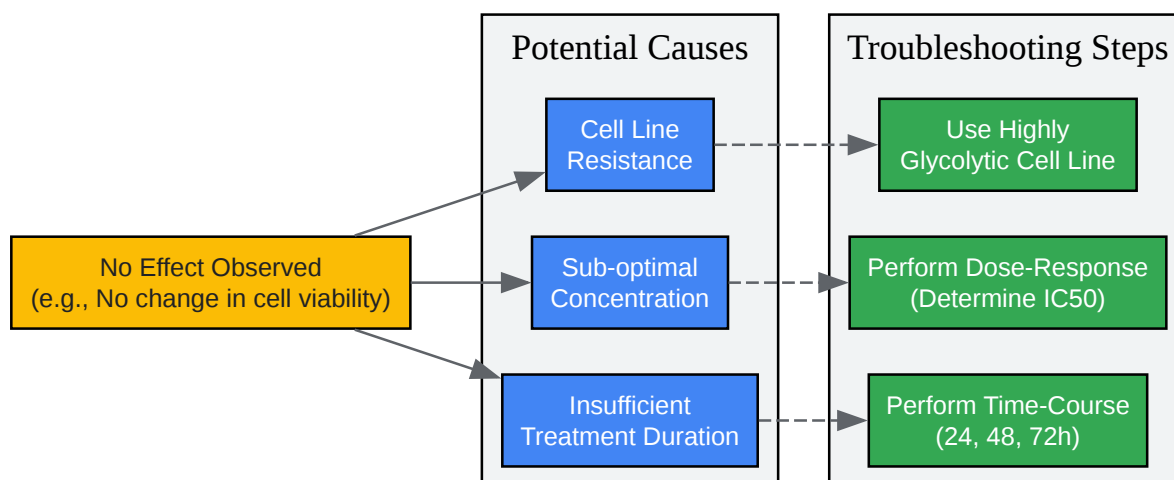 Potential Causes
Troubleshooting Steps
Cell Line
Resistance
Use Highly
Glycolytic Cell Line
No Effect Observed
(e.g., No change in cell viability)
Sub-optimal
Concentration
Perform Dose-Response
(Determine IC50)
Insufficient
Treatment Duration
Perform Time-Course
(24, 48, 72h)